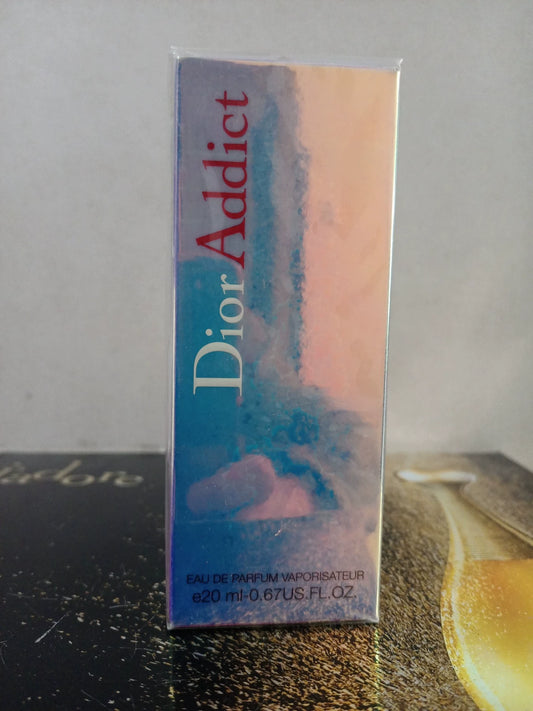 Dior Addict
EAU DE PARFUM VAPORISATEUR
e20 ml-0.67US.FL.OZ.
j'adore